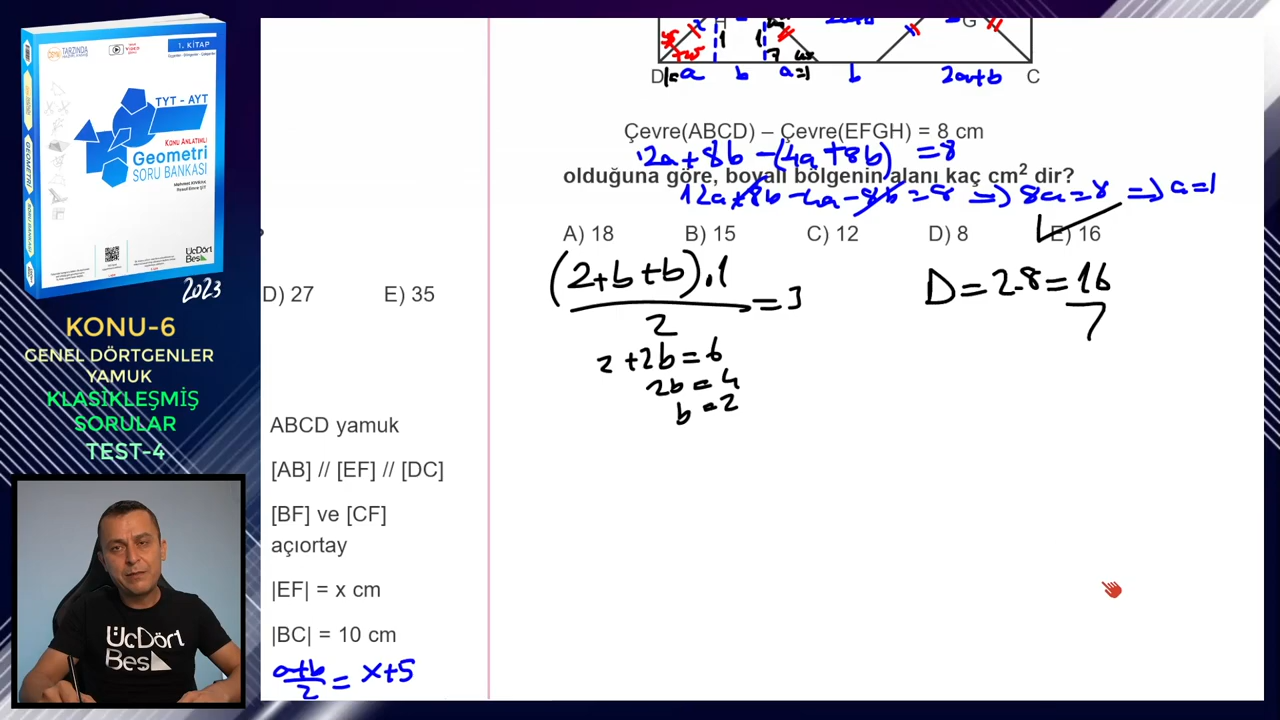 TARZINDA
1. KİTAP
TYT - AYT
KONU ANLATIMLI
Geometri
SORU BANKASI
GEOMETRİ
ÜçDört
Beş
2023
KONU-6
GENEL DÖRTGENLER
YAMUK
KLASİKLEŞMİŞ
SORULAR
TEST-4
ÜçDört
Beş
D) 27 E) 35
ABCD yamuk
[AB] // [EF] // [DC]
[BF] ve [CF]
açıortay
|EF| = x cm
|BC| = 10 cm
a+b/2 = x+5
H G
D a b a=1 b 2a+b C
Çevre(ABCD) – Çevre(EFGH) = 8 cm
12a+8b-(4a+8b) =8
olduğuna göre, boyalı bölgenin alanı kaç cm² dir?
12a+8b-4a-8b=8 => 8a=8 => a=1
A) 18 B) 15 C) 12 D) 8 E) 16
(2+b+b).1/2 = 3
2+2b=6
2b=4
b=2
D=2.8=16